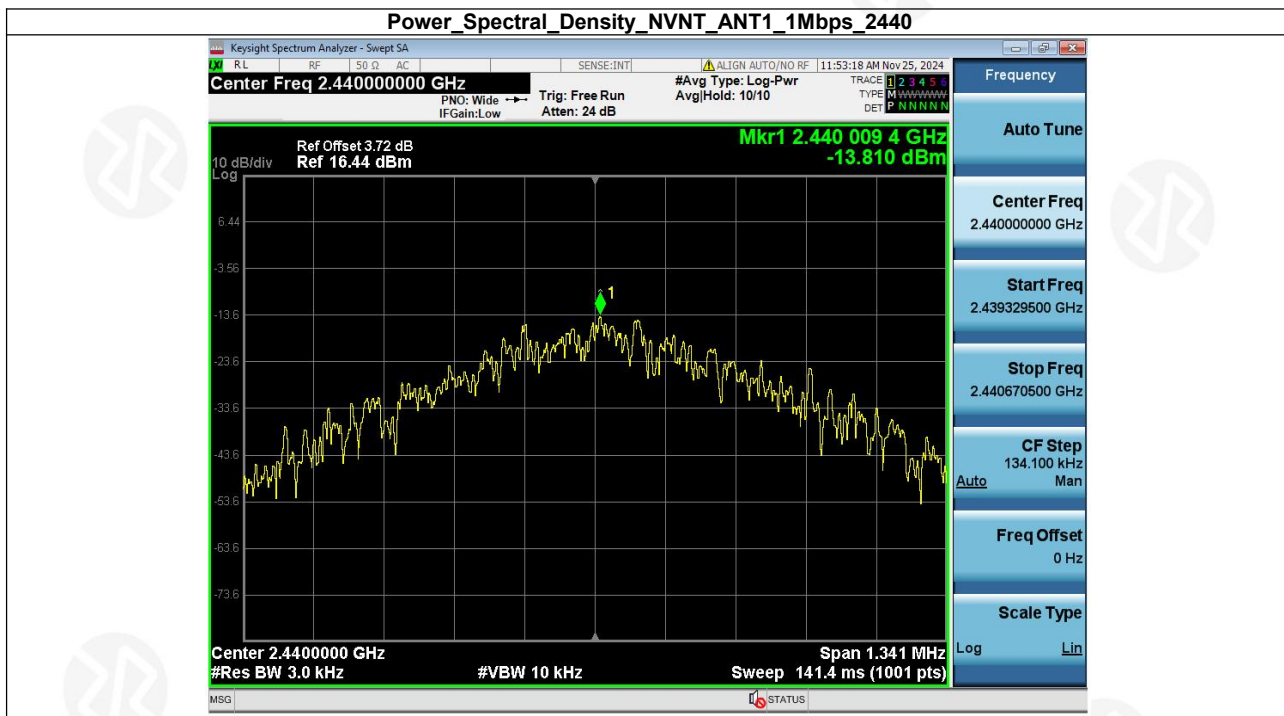 Power_Spectral_Density_NVNT_ANT1_1Mbps_2440
Keysight Spectrum Analyzer - Swept SA
LXI RL RF 50 Ω AC SENSE:INT ALIGN AUTO/NO RF 11:53:18 AM Nov 25, 2024
Center Freq 2.440000000 GHz
PNO: Wide
IFGain:Low
Trig: Free Run
Atten: 24 dB
#Avg Type: Log-Pwr
Avg|Hold: 10/10
TRACE 1 2 3 4 5 6
TYPE M WWWWW
DET P N N N N N
Frequency
Mkr1 2.440 009 4 GHz
-13.810 dBm
Ref Offset 3.72 dB
10 dB/div Ref 16.44 dBm
Log
6.44
-3.56
-13.6
-23.6
-33.6
-43.6
-53.6
-63.6
-73.6
1
Center 2.4400000 GHz
Span 1.341 MHz
#Res BW 3.0 kHz
#VBW 10 kHz
Sweep 141.4 ms (1001 pts)
Auto Tune
Center Freq
2.440000000 GHz
Start Freq
2.439329500 GHz
Stop Freq
2.440670500 GHz
CF Step
134.100 kHz
Auto Man
Freq Offset
0 Hz
Scale Type
Log Lin
MSG STATUS